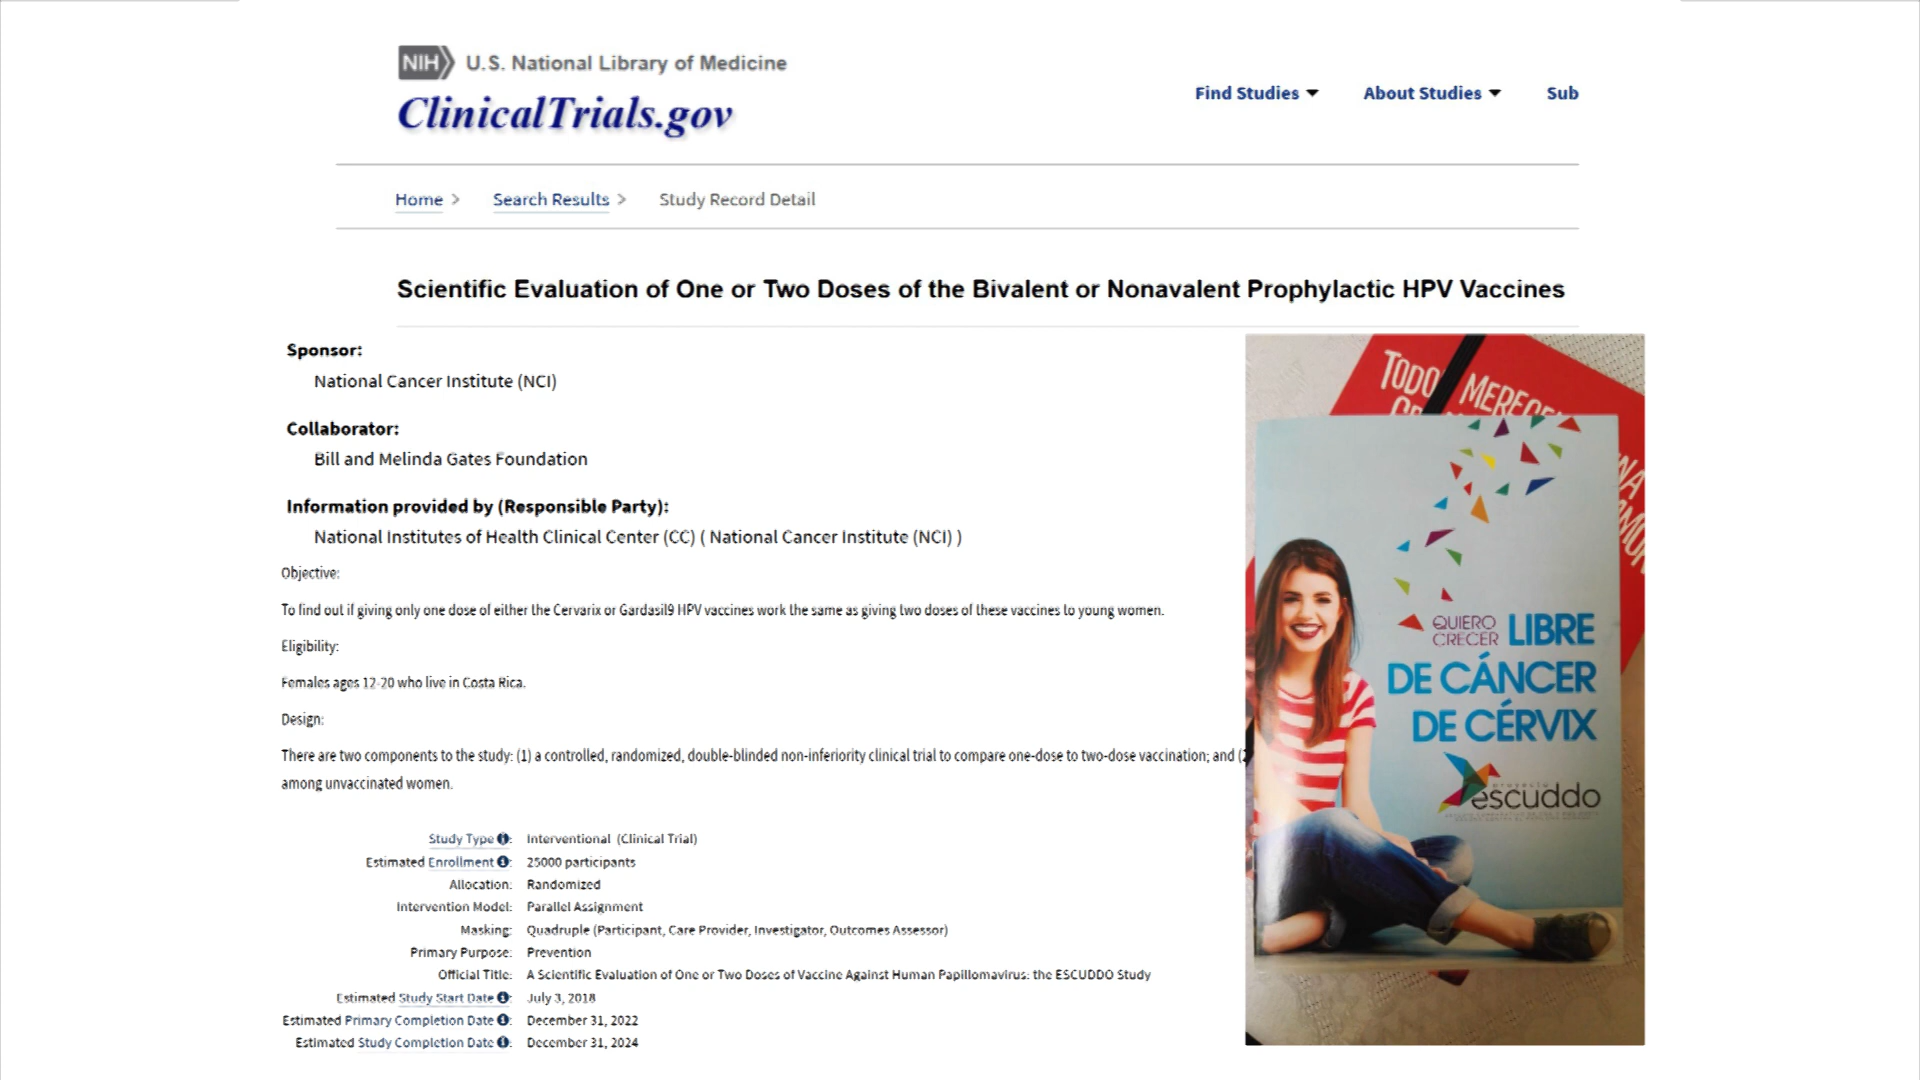 NIH U.S. National Library of Medicine
ClinicalTrials.gov
Find Studies About Studies Sub
Home > Search Results > Study Record Detail
Scientific Evaluation of One or Two Doses of the Bivalent or Nonavalent Prophylactic HPV Vaccines
Sponsor:
National Cancer Institute (NCI)
Collaborator:
Bill and Melinda Gates Foundation
Information provided by (Responsible Party):
National Institutes of Health Clinical Center (CC) ( National Cancer Institute (NCI) )
Objective:
To find out if giving only one dose of either the Cervarix or Gardasil9 HPV vaccines work the same as giving two doses of these vaccines to young women.
Eligibility:
Females ages 12-20 who live in Costa Rica.
Design:
There are two components to the study: (1) a controlled, randomized, double-blinded non-inferiority clinical trial to compare one-dose to two-dose vaccination; and (2
among unvaccinated women.
Study Type: Interventional (Clinical Trial)
Estimated Enrollment: 25000 participants
Allocation: Randomized
Intervention Model: Parallel Assignment
Masking: Quadruple (Participant, Care Provider, Investigator, Outcomes Assessor)
Primary Purpose: Prevention
Official Title: A Scientific Evaluation of One or Two Doses of Vaccine Against Human Papillomavirus: the ESCUDDO Study
Estimated Study Start Date: July 3, 2018
Estimated Primary Completion Date: December 31, 2022
Estimated Study Completion Date: December 31, 2024
TODO MERECE
QUIERO
CRECER LIBRE
DE CÁNCER
DE CÉRVIX
proyecto
escuddo